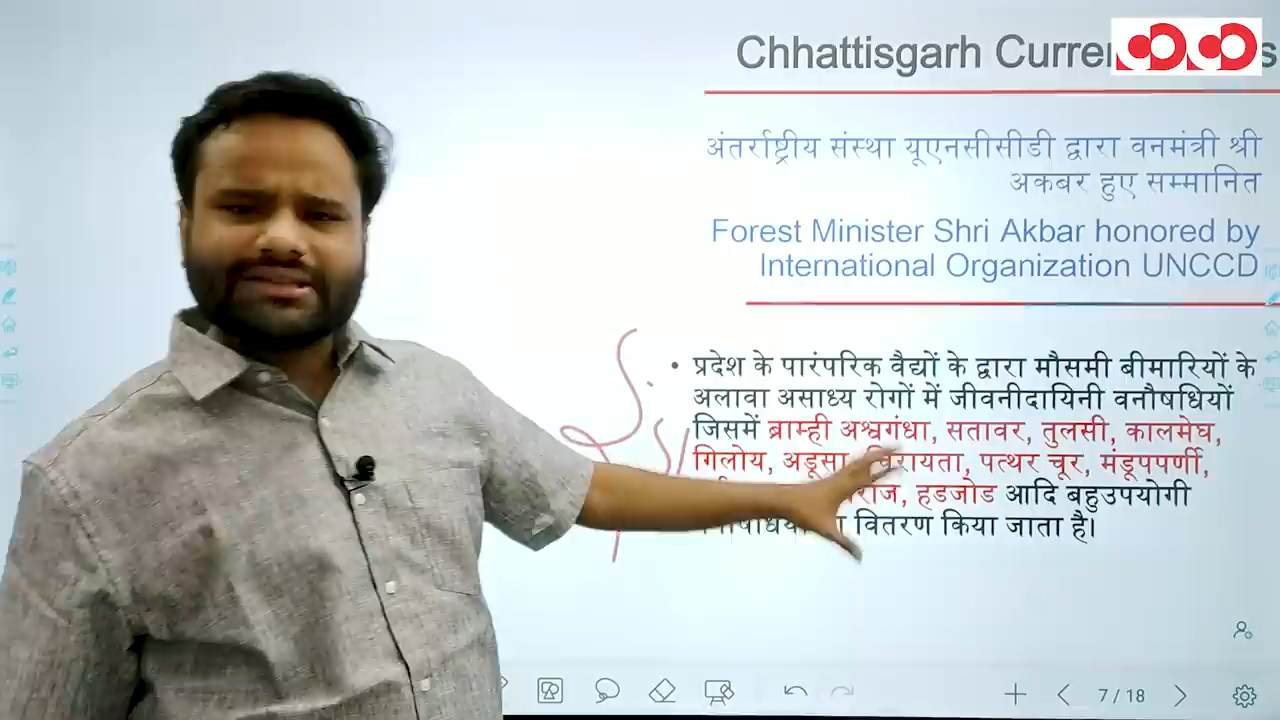 Chhattisgarh
अंतर्राष्ट्रीय संस्था यूएनसीसीडी द्वारा वनमंत्री श्री
अकबर हुए सम्मानित
Forest Minister Shri Akbar honored by
International Organization UNCCD
• प्रदेश के पारंपरिक वैद्यों के द्वारा मौसमी बीमारियों के
अलावा असाध्य रोगों में जीवनीदायिनी वनौषधियों
जिसमें ब्राम्ही अश्वगंधा, सतावर, तुलसी, कालमेघ,
गिलोय, अडूसा, पत्थर चूर, मंडूपपर्णी,
हडजोड आदि बहुउपयोगी
वितरण किया जाता है।
7 / 18